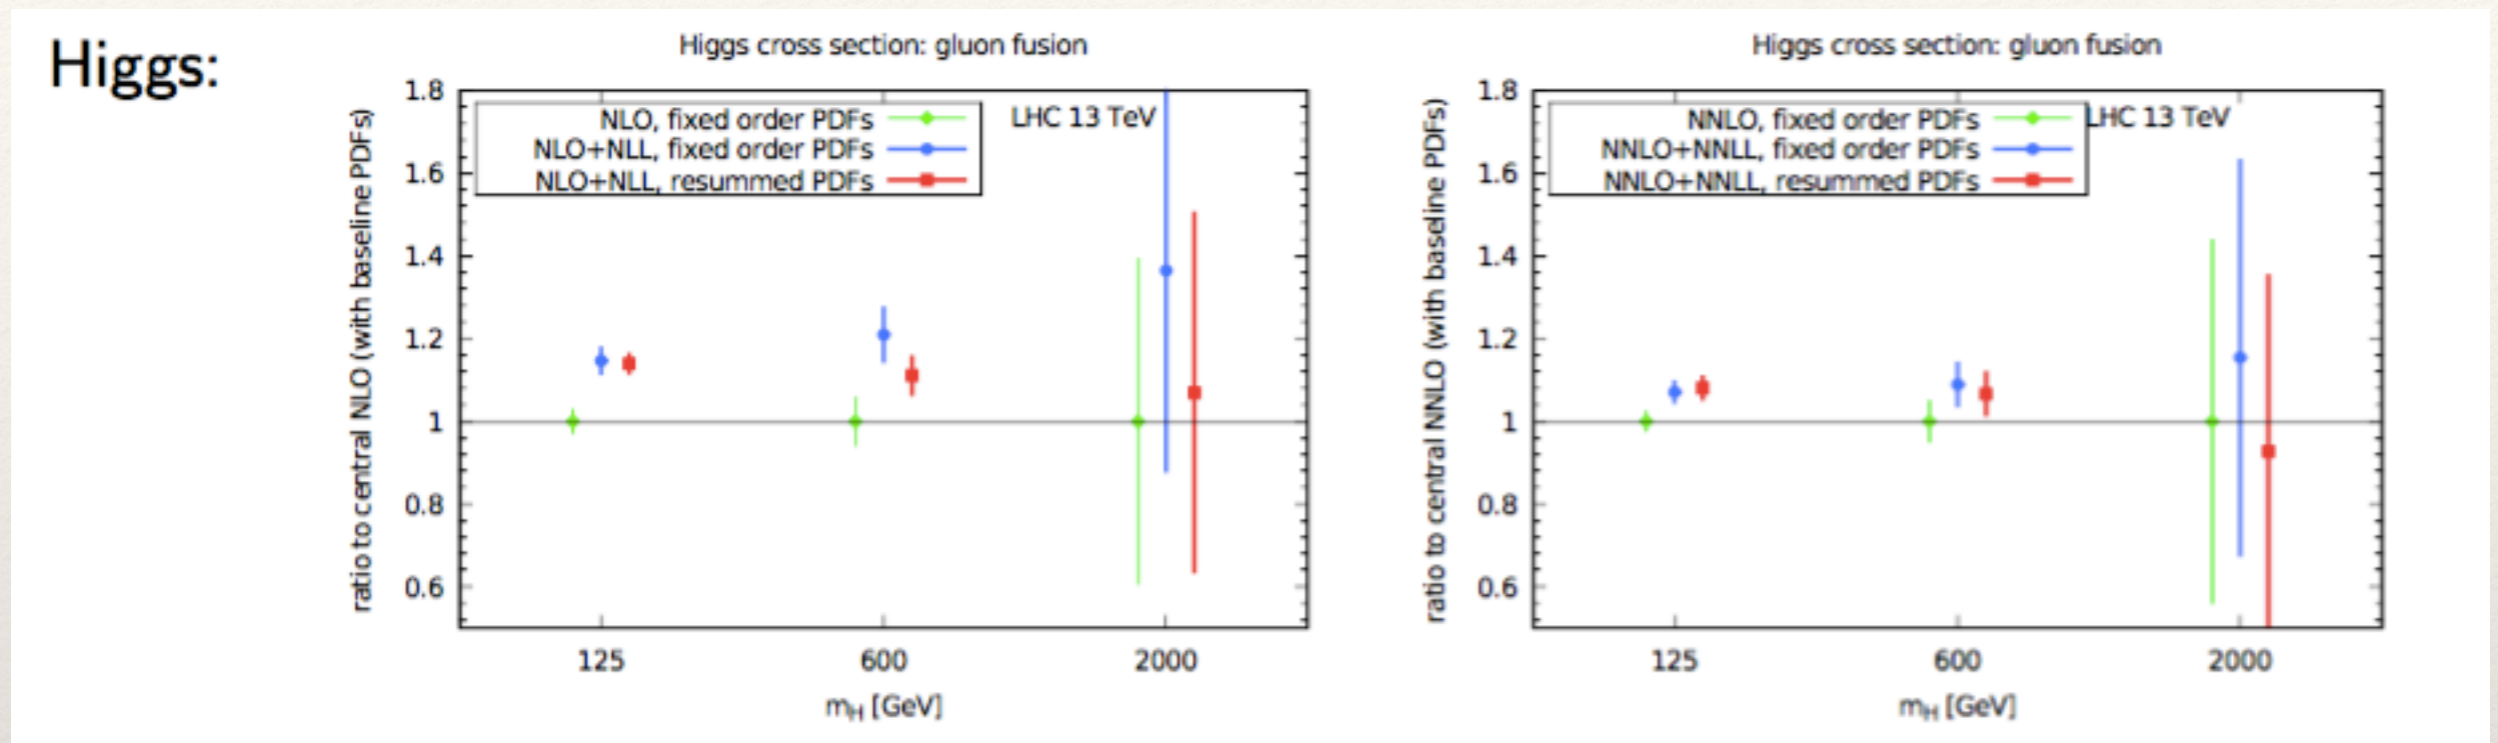 Higgs:
Higgs cross section: gluon fusion
ratio to central NLO (with baseline PDFs)
1.8
1.6
1.4
1.2
1
0.8
0.6
NLO, fixed order PDFs
NLO+NLL, fixed order PDFs
NLO+NLL, resummed PDFs
LHC 13 TeV
125 600 2000
mH [GeV]
Higgs cross section: gluon fusion
ratio to central NNLO (with baseline PDFs)
1.8
1.6
1.4
1.2
1
0.8
0.6
NNLO, fixed order PDFs
NNLO+NNLL, fixed order PDFs
NNLO+NNLL, resummed PDFs
LHC 13 TeV
125 600 2000
mH [GeV]